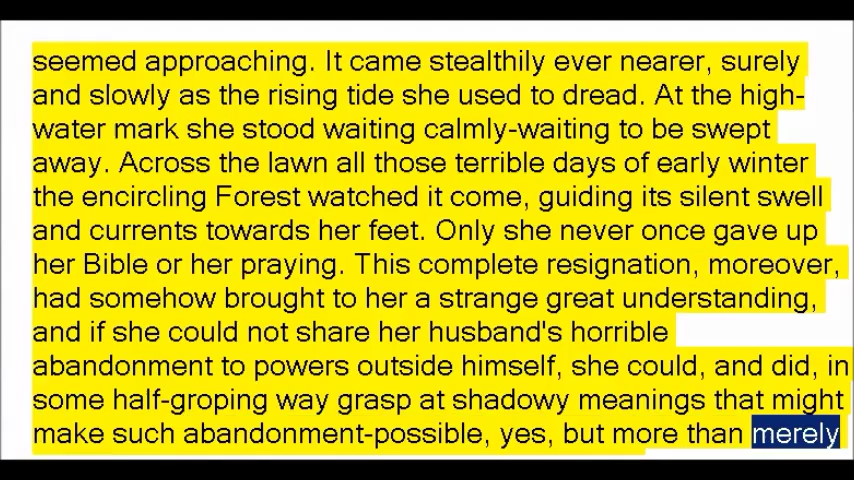 seemed approaching. It came stealthily ever nearer, surely
and slowly as the rising tide she used to dread. At the high-
water mark she stood waiting calmly-waiting to be swept
away. Across the lawn all those terrible days of early winter
the encircling Forest watched it come, guiding its silent swell
and currents towards her feet. Only she never once gave up
her Bible or her praying. This complete resignation, moreover,
had somehow brought to her a strange great understanding,
and if she could not share her husband's horrible
abandonment to powers outside himself, she could, and did, in
some half-groping way grasp at shadowy meanings that might
make such abandonment-possible, yes, but more than merely